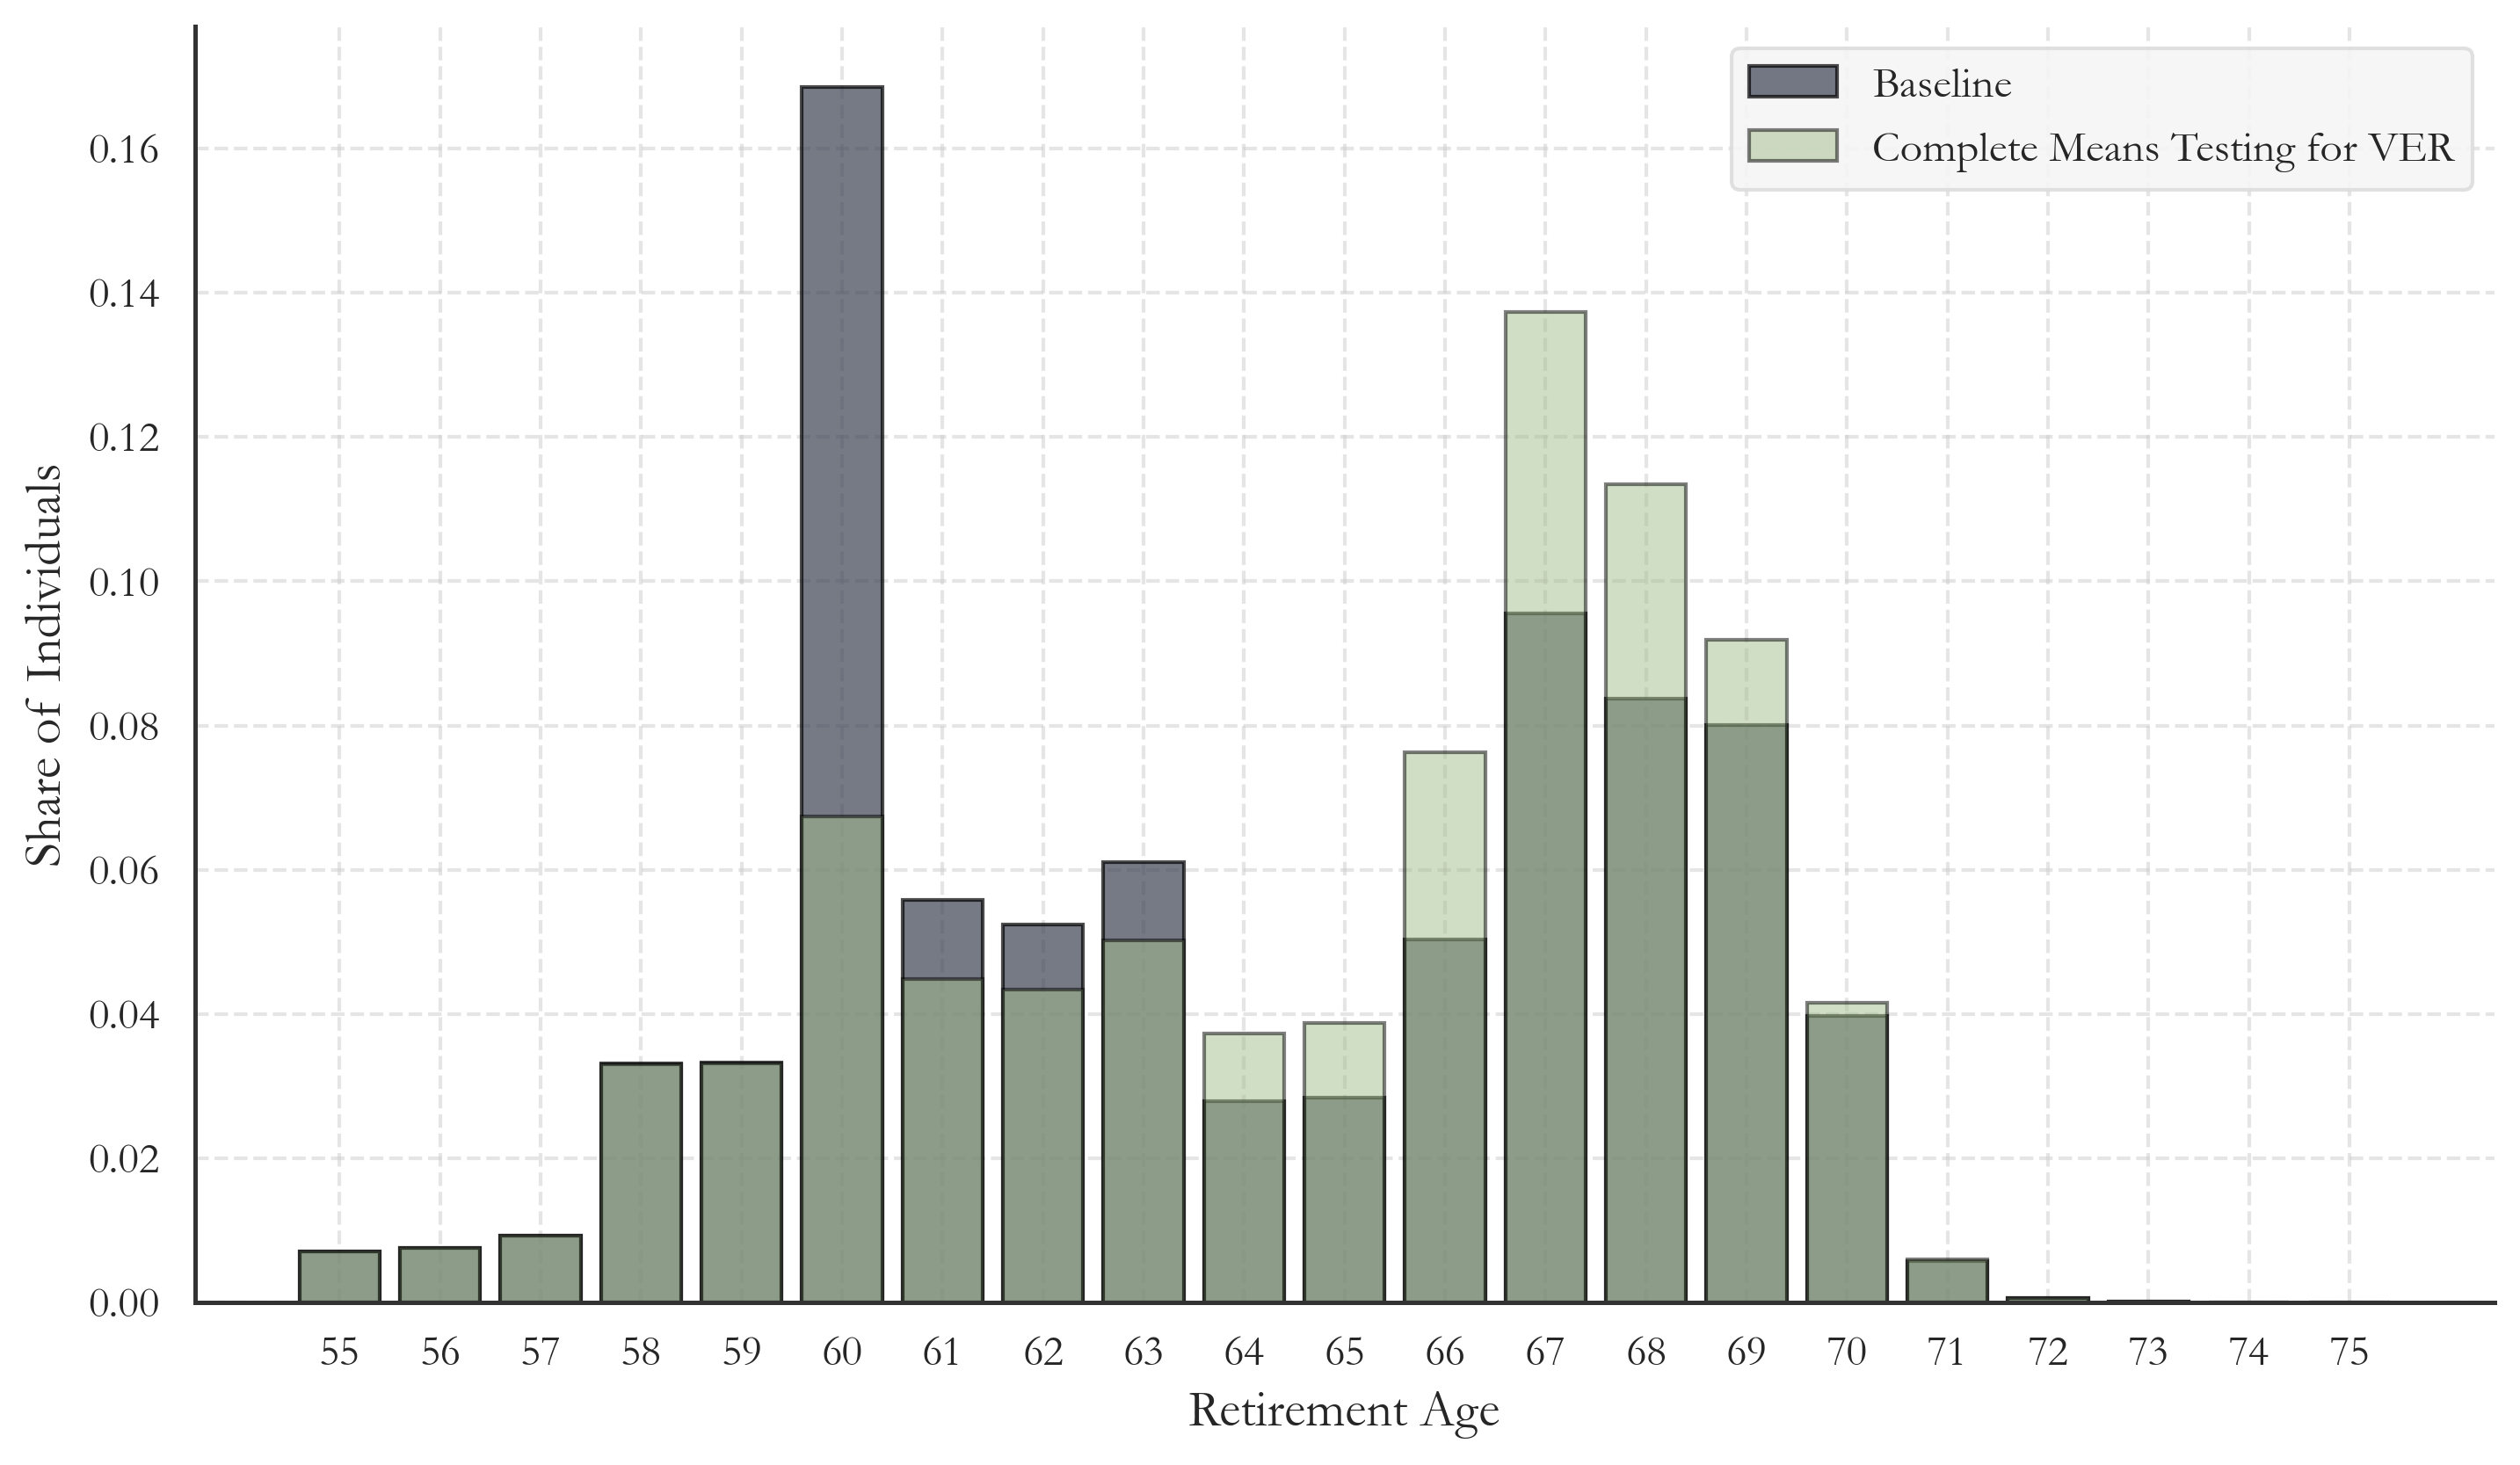 Baseline
Complete Means Testing for VER
0.16
0.14
0.12
0.10
0.08
0.06
0.04
0.02
0.00
Share of Individuals
55 56 57 58 59 60 61 62 63 64 65 66 67 68 69 70 71 72 73 74 75
Retirement Age